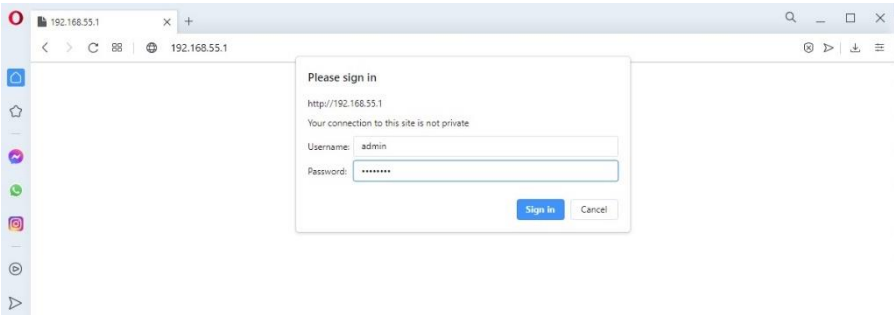 192.168.55.1
192.168.55.1
Please sign in
http://192.168.55.1
Your connection to this site is not private
Username: admin
Password: ••••••••
Sign in Cancel